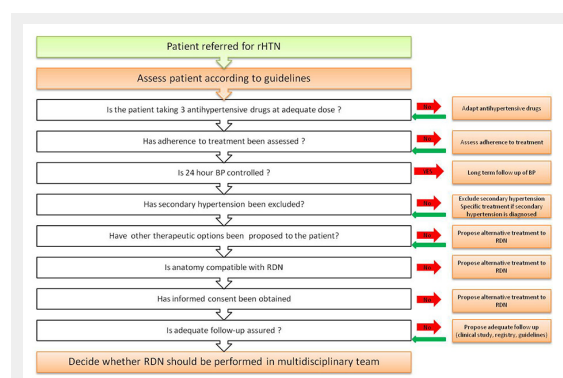 Patient referred for rHTN
Assess patient according to guidelines
Is the patient taking 3 antihypertensive drugs at adequate dose ?
No
Adapt antihypertensive drugs
Has adherence to treatment been assessed ?
No
Assess adherence to treatment
Is 24 hour BP controlled ?
YES
Long term follow up of BP
Has secondary hypertension been excluded?
No
Exclude secondary hypertension
Specific treatment if secondary
hypertension is diagnosed
Have other therapeutic options been proposed to the patient?
No
Propose alternative treatment to
RDN
Is anatomy compatible with RDN
No
Propose alternative treatment to
RDN
Has informed consent been obtained
No
Propose alternative treatment to
RDN
Is adequate follow-up assured ?
No
Propose adequate follow up
(clinical study, registry, guidelines)
Decide whether RDN should be performed in multidisciplinary team